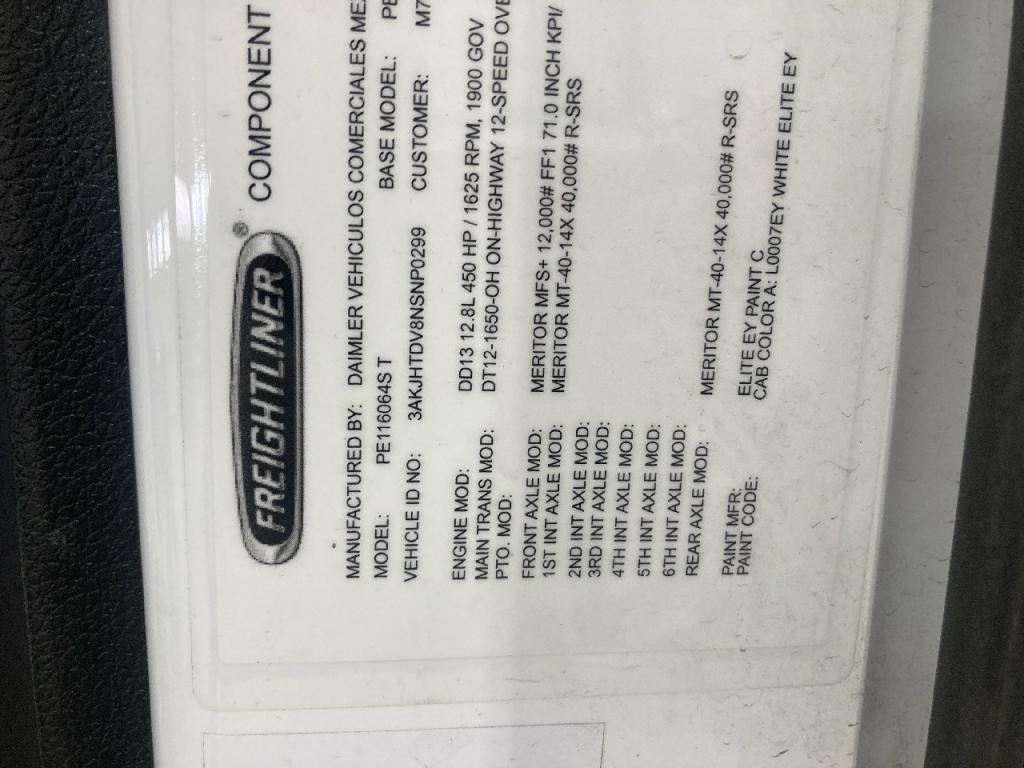 FREIGHTLINER® COMPONENT
MANUFACTURED BY: DAIMLER VEHICULOS COMERCIALES MEX
MODEL: PE116064S T BASE MODEL: PE
VEHICLE ID NO: 3AKJHTDV8NSNP0299 CUSTOMER: M7
ENGINE MOD: DD13 12.8L 450 HP / 1625 RPM, 1900 GOV
MAIN TRANS MOD: DT12-1650-OH ON-HIGHWAY 12-SPEED OVE
PTO. MOD:
FRONT AXLE MOD: MERITOR MFS+ 12,000# FF1 71.0 INCH KPI/
1ST INT AXLE MOD: MERITOR MT-40-14X 40,000# R-SRS
2ND INT AXLE MOD:
3RD INT AXLE MOD:
4TH INT AXLE MOD:
5TH INT AXLE MOD:
6TH INT AXLE MOD:
REAR AXLE MOD: MERITOR MT-40-14X 40,000# R-SRS
PAINT MFR: ELITE EY PAINT C
PAINT CODE: CAB COLOR A: L0007EY WHITE ELITE EY